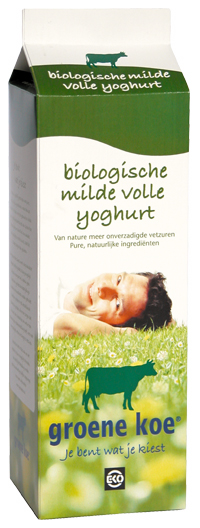 biologische milde
volle yoghurt
biologische
milde volle
yoghurt
Van nature meer onverzadigde vetzuren
Pure, natuurlijke ingrediënten
groene koe®
Je bent wat je kiest
EKO